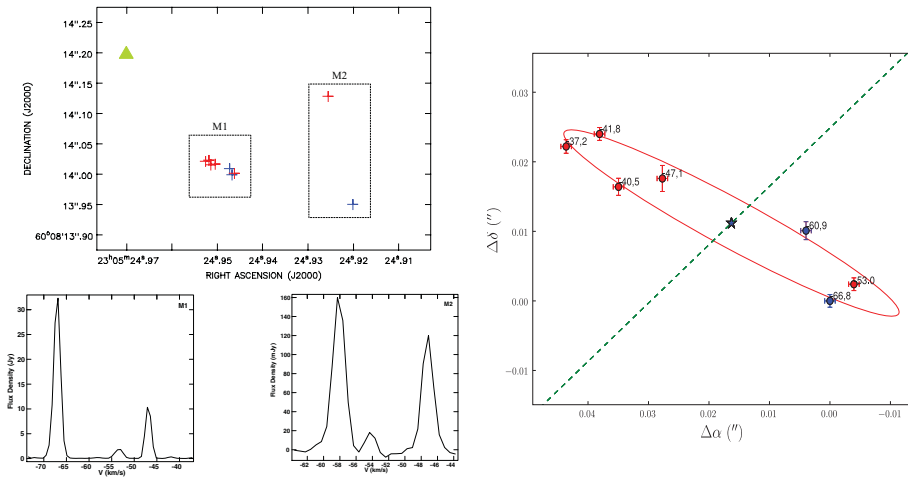 14".25
14".20
14".15
14".10
14".05
14".00
13".95
60°08'13".90
DECLINATION (J2000)
M2
M1
23ʰ05ᵐ24ˢ.97
24ˢ.95
24ˢ.94
24ˢ.93
24ˢ.92
24ˢ.91
RIGHT ASCENSION (J2000)
M1
30
20
10
0
Flux Density (Jy)
-70 -65 -60 -55 -50 -45 -40
V (km/s)
M2
160
140
120
100
80
60
40
20
0
Flux Density (mJy)
-62 -60 -58 -56 -54 -52 -50 -48 -46 -44
V (km/s)
0.03
0.02
0.01
0.00
−0.01
Δδ (″)
41,8
37,2
47,1
40,5
60,9
53.0
66,8
0.04 0.03 0.02 0.01 0.00 −0.01
Δα (″)